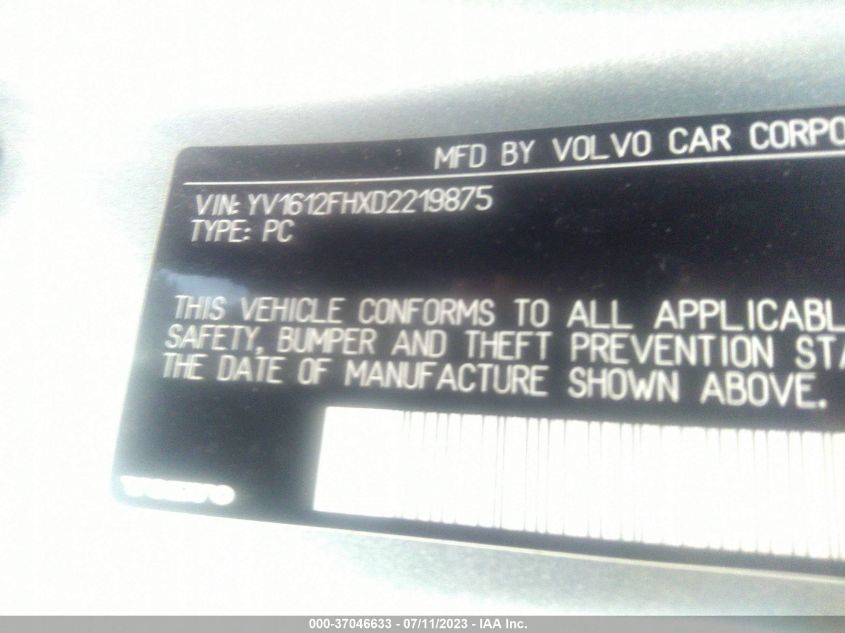 MFD BY VOLVO CAR CORPO
VIN: YV1612FHXD2219875
TYPE: PC
THIS VEHICLE CONFORMS TO ALL APPLICABL
SAFETY, BUMPER AND THEFT PREVENTION STA
THE DATE OF MANUFACTURE SHOWN ABOVE.
VOLVO
000-37046633 - 07/11/2023 - IAA Inc.